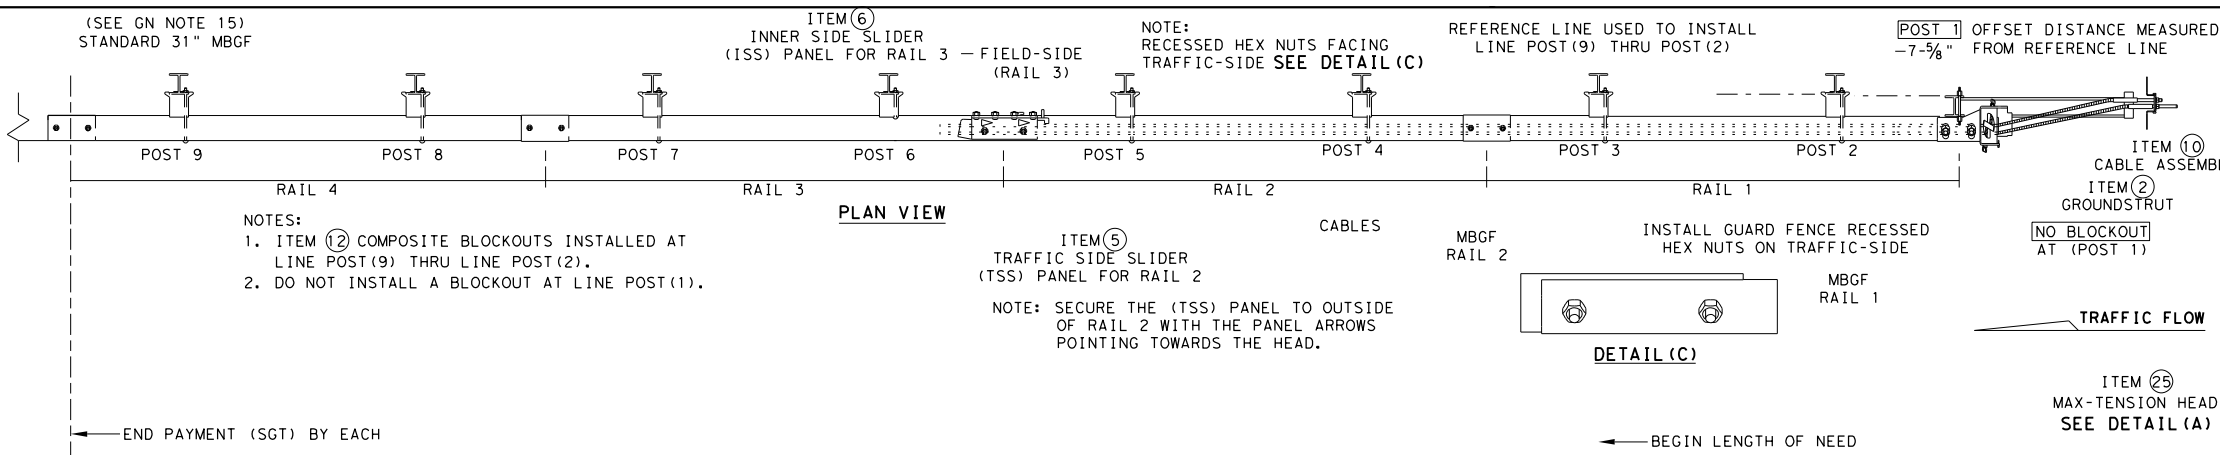 (SEE GN NOTE 15)
STANDARD 31" MBGF
ITEM 6
INNER SIDE SLIDER
(ISS) PANEL FOR RAIL 3 – FIELD-SIDE
(RAIL 3)
NOTE:
RECESSED HEX NUTS FACING
TRAFFIC-SIDE SEE DETAIL(C)
REFERENCE LINE USED TO INSTALL
LINE POST(9) THRU POST(2)
POST 1 OFFSET DISTANCE MEASURED
-7-5/8" FROM REFERENCE LINE
POST 9
POST 8
POST 7
POST 6
POST 5
POST 4
POST 3
POST 2
RAIL 4
RAIL 3
RAIL 2
RAIL 1
PLAN VIEW
ITEM 10
CABLE ASSEMB
ITEM 2
GROUNDSTRUT
NO BLOCKOUT
AT (POST 1)
NOTES:
1. ITEM 12 COMPOSITE BLOCKOUTS INSTALLED AT
LINE POST(9) THRU LINE POST(2).
2. DO NOT INSTALL A BLOCKOUT AT LINE POST(1).
ITEM 5
TRAFFIC SIDE SLIDER
(TSS) PANEL FOR RAIL 2
NOTE: SECURE THE (TSS) PANEL TO OUTSIDE
OF RAIL 2 WITH THE PANEL ARROWS
POINTING TOWARDS THE HEAD.
CABLES
MBGF
RAIL 2
INSTALL GUARD FENCE RECESSED
HEX NUTS ON TRAFFIC-SIDE
MBGF
RAIL 1
DETAIL(C)
TRAFFIC FLOW
ITEM 25
MAX-TENSION HEAD
SEE DETAIL(A)
END PAYMENT (SGT) BY EACH
BEGIN LENGTH OF NEED